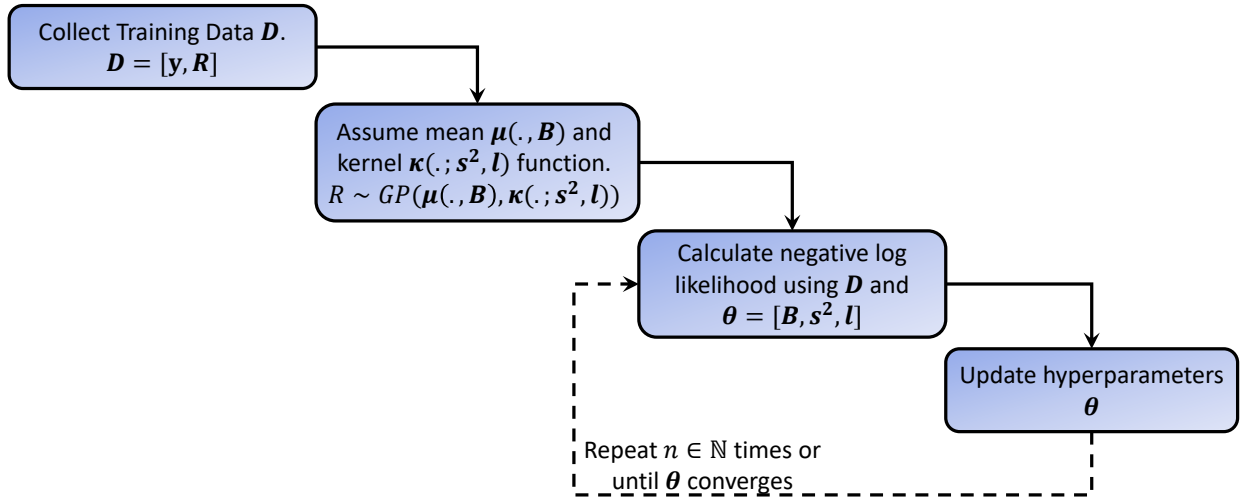 Collect Training Data 𝑫.
𝑫 = [𝐲, 𝑹]
Assume mean 𝝁(. , 𝑩) and
kernel 𝜿(. ; 𝒔², 𝒍) function.
𝑅 ~ 𝐺𝑃(𝝁(. , 𝑩), 𝜿(. ; 𝒔², 𝒍))
Calculate negative log
likelihood using 𝑫 and
𝜽 = [𝑩, 𝒔², 𝒍]
Update hyperparameters
𝜽
Repeat 𝑛 ∈ ℕ times or
until 𝜽 converges